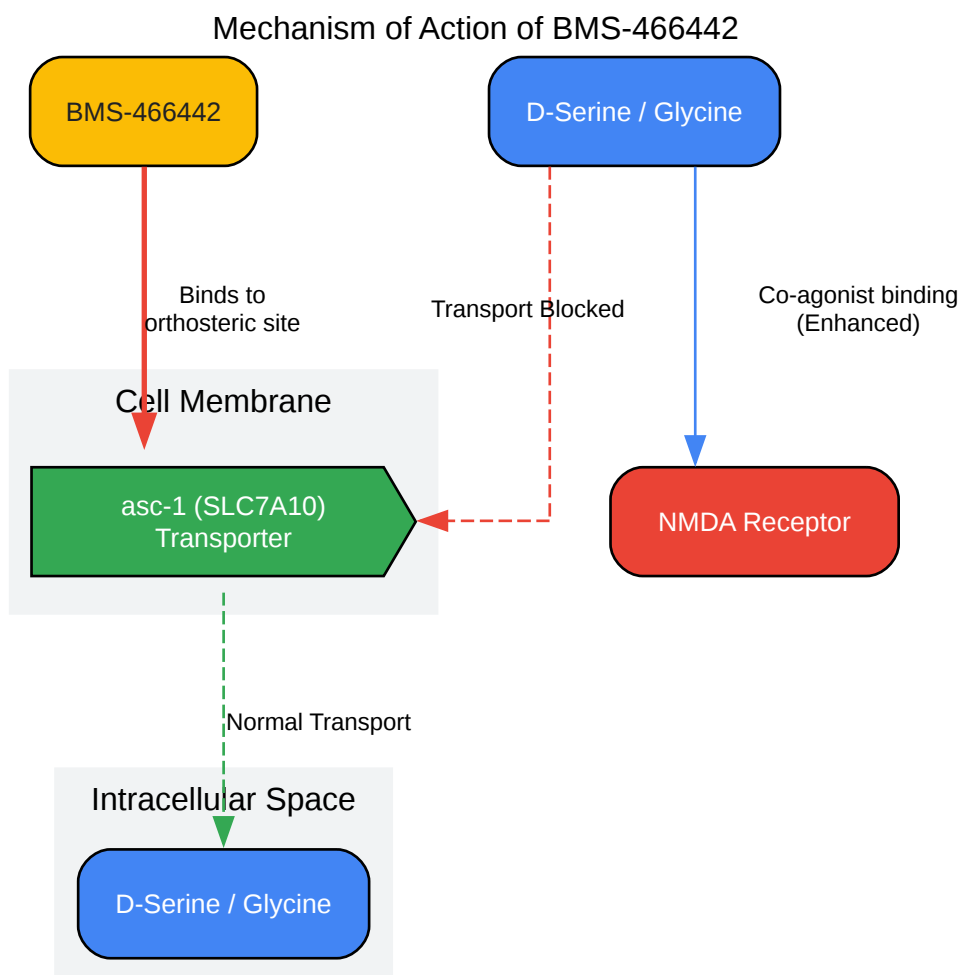 Mechanism of Action of BMS-466442
BMS-466442
D-Serine / Glycine
Binds to
orthosteric site
Transport Blocked
Co-agonist binding
(Enhanced)
Cell Membrane
asc-1 (SLC7A10)
Transporter
NMDA Receptor
Normal Transport
Intracellular Space
D-Serine / Glycine